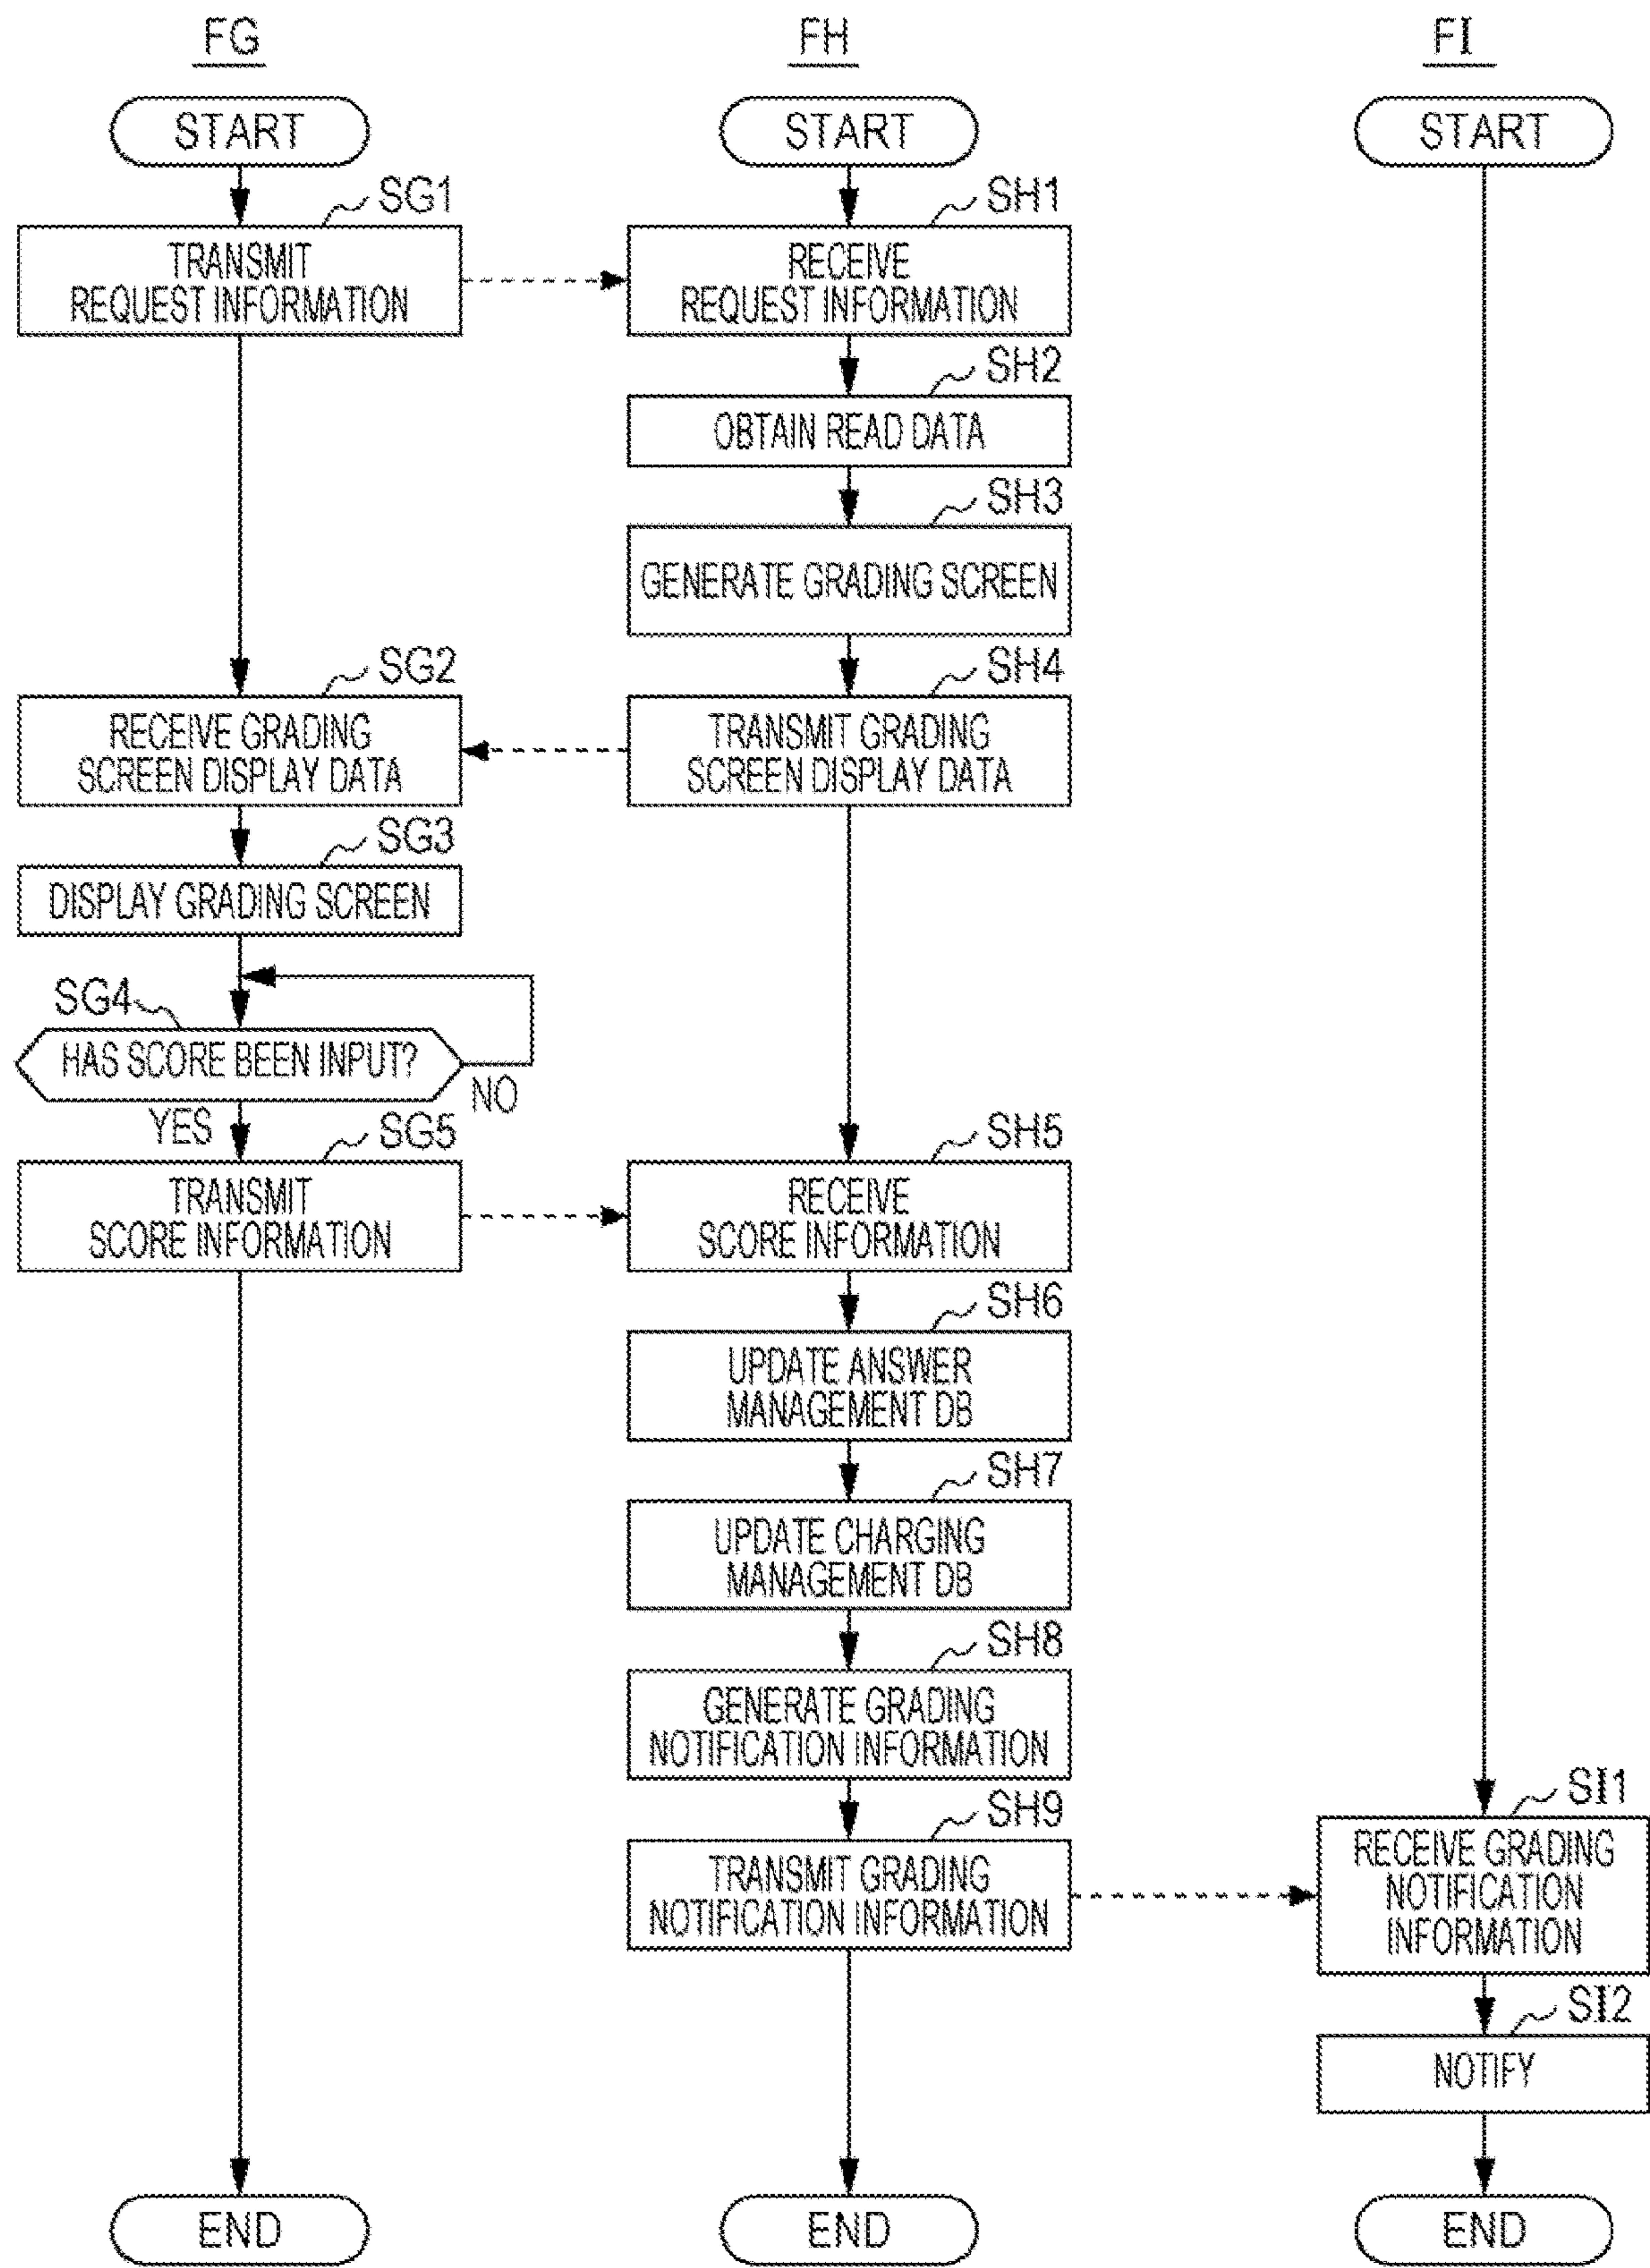 FG
FH
FI
START
START
START
SG1
TRANSMIT
REQUEST INFORMATION
SH1
RECEIVE
REQUEST INFORMATION
SH2
OBTAIN READ DATA
SH3
GENERATE GRADING SCREEN
SG2
RECEIVE GRADING
SCREEN DISPLAY DATA
SH4
TRANSMIT GRADING
SCREEN DISPLAY DATA
SG3
DISPLAY GRADING SCREEN
SG4
HAS SCORE BEEN INPUT?
NO
YES
SG5
TRANSMIT
SCORE INFORMATION
SH5
RECEIVE
SCORE INFORMATION
SH6
UPDATE ANSWER
MANAGEMENT DB
SH7
UPDATE CHARGING
MANAGEMENT DB
SH8
GENERATE GRADING
NOTIFICATION INFORMATION
SH9
TRANSMIT GRADING
NOTIFICATION INFORMATION
SI1
RECEIVE GRADING
NOTIFICATION
INFORMATION
SI2
NOTIFY
END
END
END